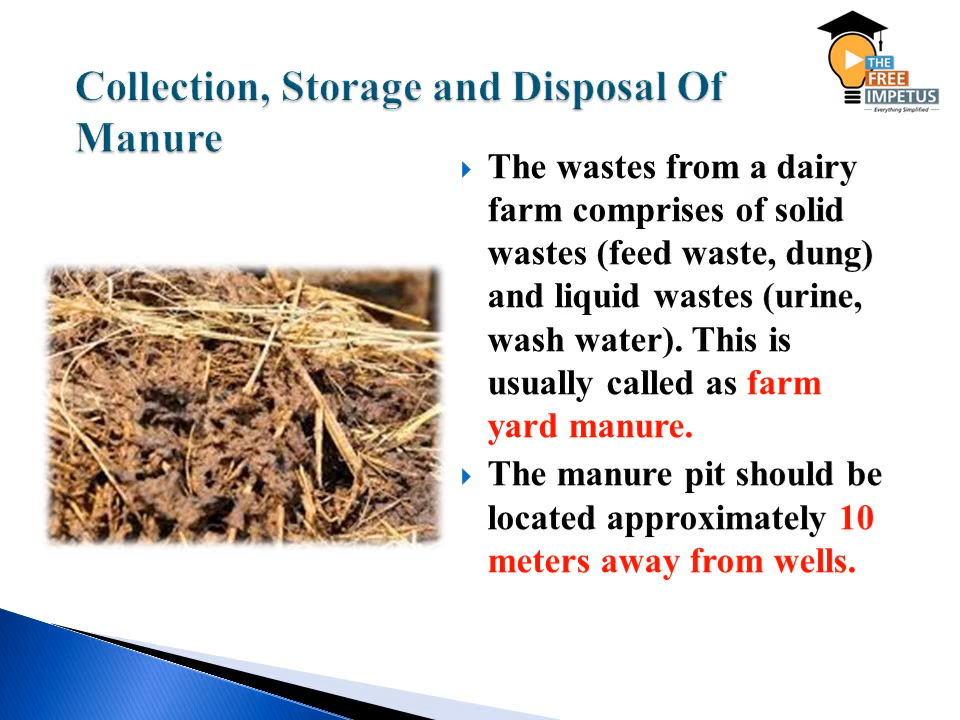 Collection, Storage and Disposal Of
Manure
THE
FREE
IMPETUS
Everything Simplified
The wastes from a dairy
farm comprises of solid
wastes (feed waste, dung)
and liquid wastes (urine,
wash water). This is
usually called as farm
yard manure.
The manure pit should be
located approximately 10
meters away from wells.